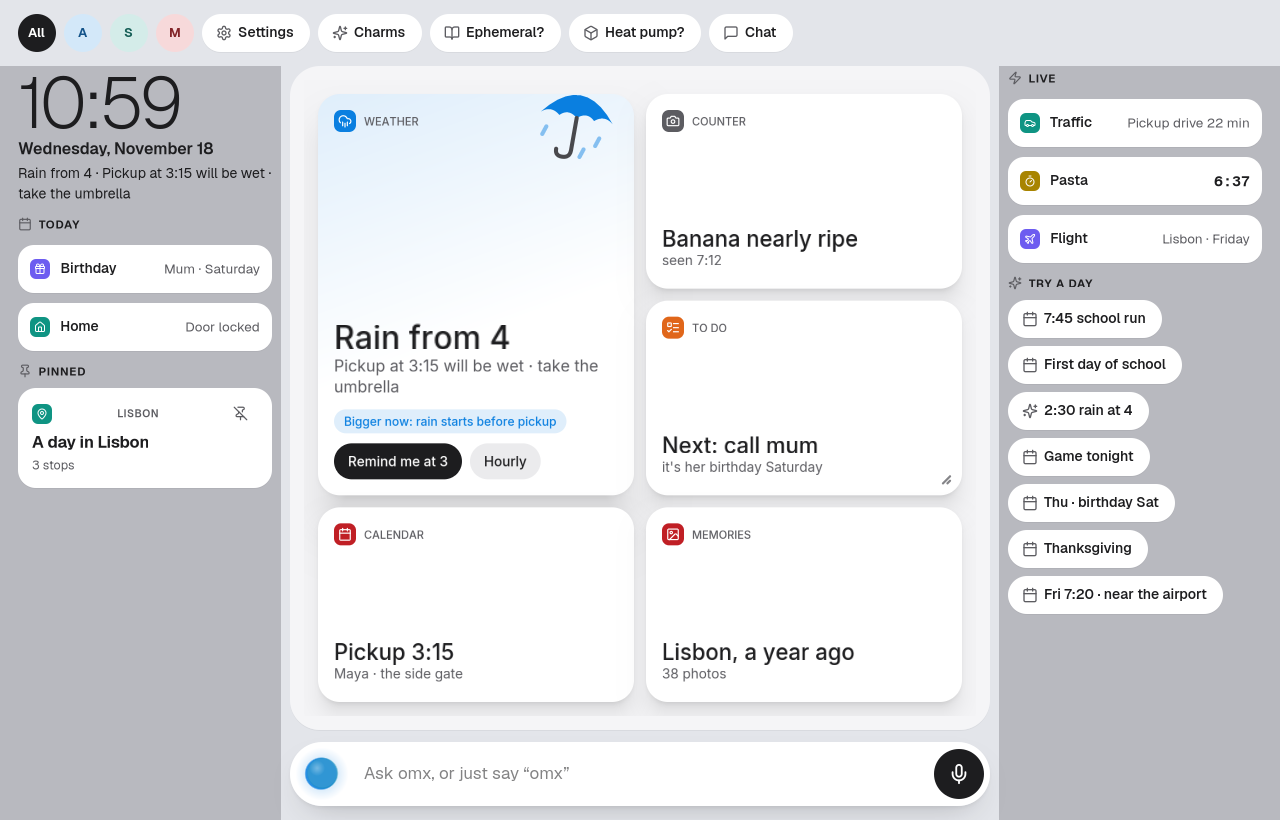 All
A
S
M
Settings
Charms
Ephemeral?
Heat pump?
Chat
10:59
Wednesday, November 18
Rain from 4 · Pickup at 3:15 will be wet ·
take the umbrella
TODAY
Birthday
Mum · Saturday
Home
Door locked
PINNED
LISBON
A day in Lisbon
3 stops
WEATHER
Rain from 4
Pickup at 3:15 will be wet · take the
umbrella
Bigger now: rain starts before pickup
Remind me at 3
Hourly
COUNTER
Banana nearly ripe
seen 7:12
TO DO
Next: call mum
it's her birthday Saturday
CALENDAR
Pickup 3:15
Maya · the side gate
MEMORIES
Lisbon, a year ago
38 photos
Ask omx, or just say “omx”
LIVE
Traffic
Pickup drive 22 min
Pasta
6:37
Flight
Lisbon · Friday
TRY A DAY
7:45 school run
First day of school
2:30 rain at 4
Game tonight
Thu · birthday Sat
Thanksgiving
Fri 7:20 · near the airport